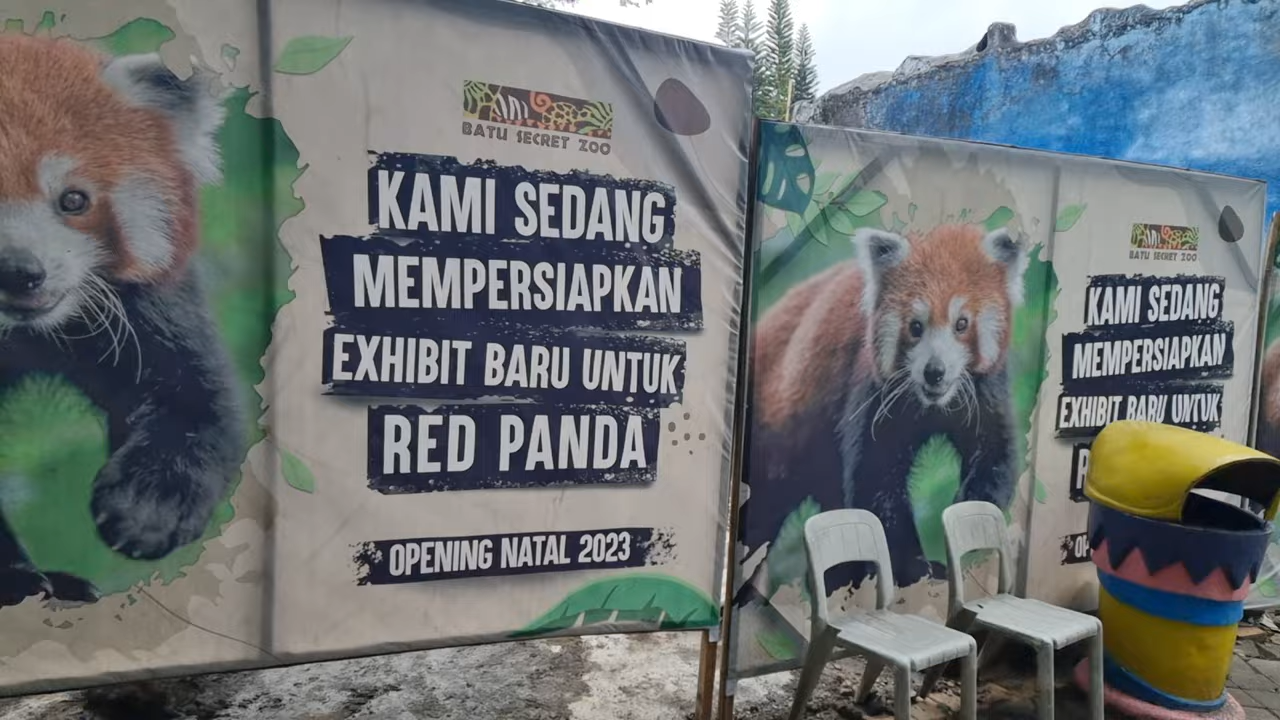 BATU SECRET ZOO
KAMI SEDANG
MEMPERSIAPKAN
EXHIBIT BARU UNTUK
RED PANDA
OPENING NATAL 2023
BATU SECRET ZOO
KAMI SEDANG
MEMPERSIAPKAN
EXHIBIT BARU UNTUK